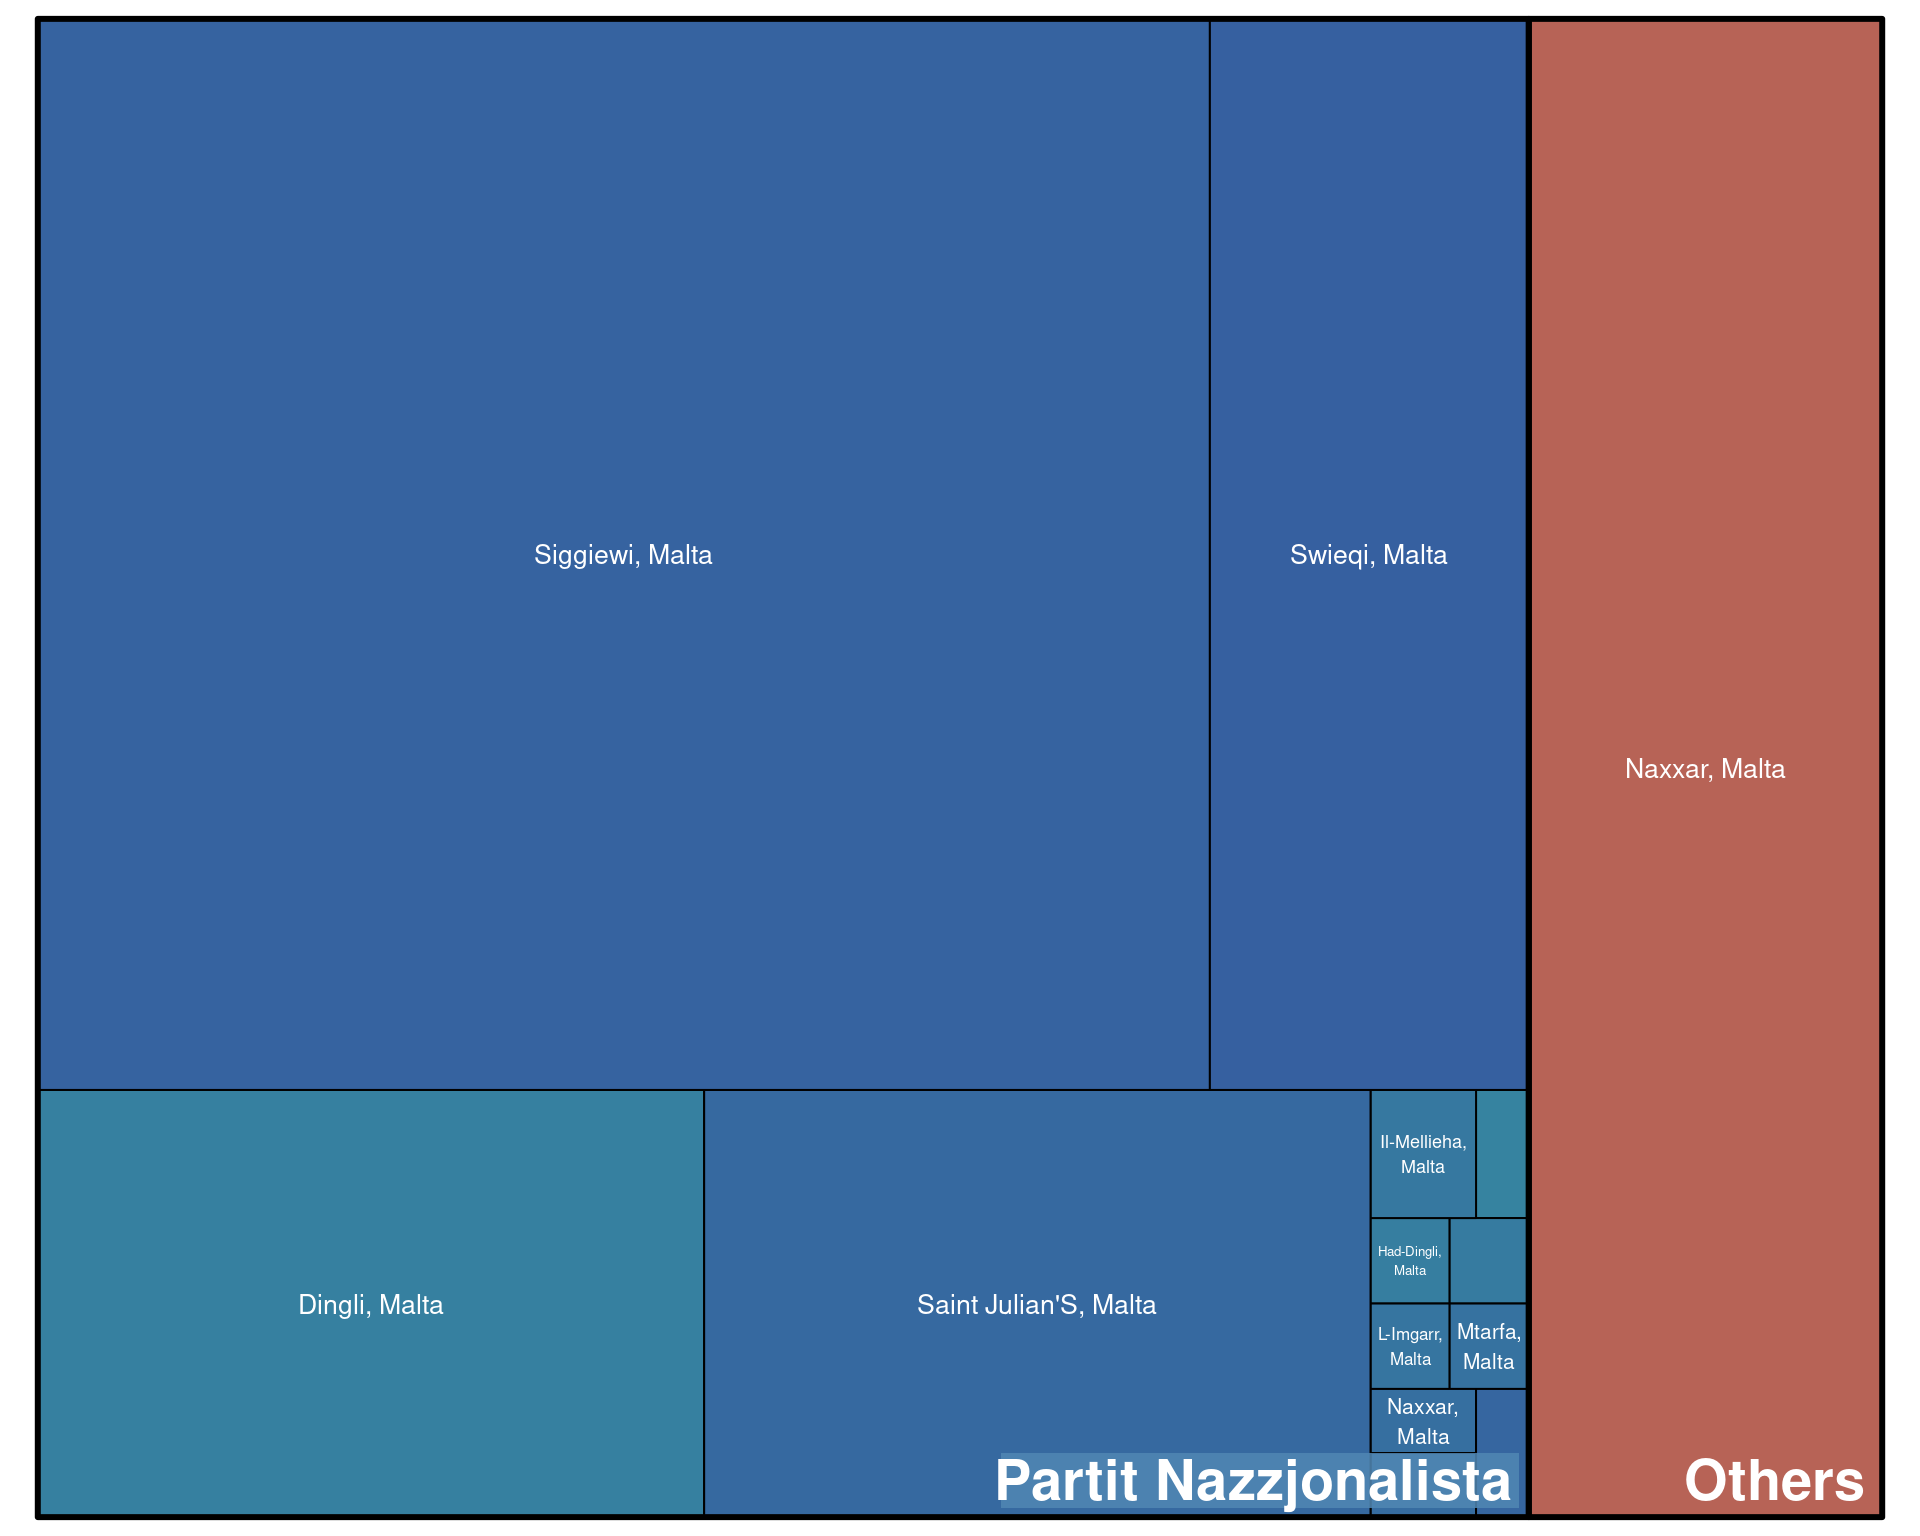 Siggiewi, Malta
Swieqi, Malta
Naxxar, Malta
Dingli, Malta
Saint Julian'S, Malta
Il-Mellieha,
Malta
Had-Dingli,
Malta
L-Imgarr,
Malta
Mtarfa,
Malta
Naxxar,
Malta
Partit Nazzjonalista
Others